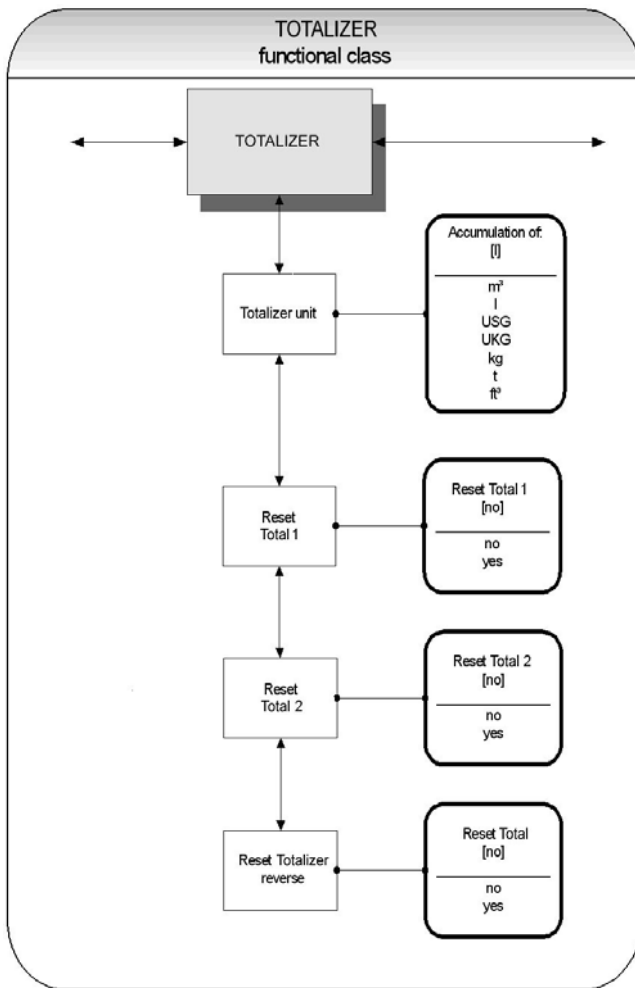 TOTALIZER
functional class
TOTALIZER
Totalizer unit
Accumulation of:
[l]
m³
l
USG
UKG
kg
t
ft³
Reset
Total 1
Reset Total 1
[no]
no
yes
Reset
Total 2
Reset Total 2
[no]
no
yes
Reset Totalizer
reverse
Reset Total
[no]
no
yes